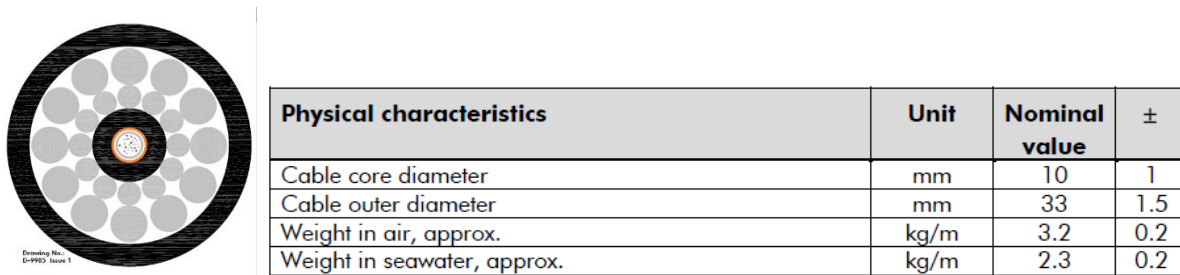 Drawing No.:
D-9985 Issue 1
Physical characteristics Unit Nominal value ±
Cable core diameter mm 10 1
Cable outer diameter mm 33 1.5
Weight in air, approx. kg/m 3.2 0.2
Weight in seawater, approx. kg/m 2.3 0.2